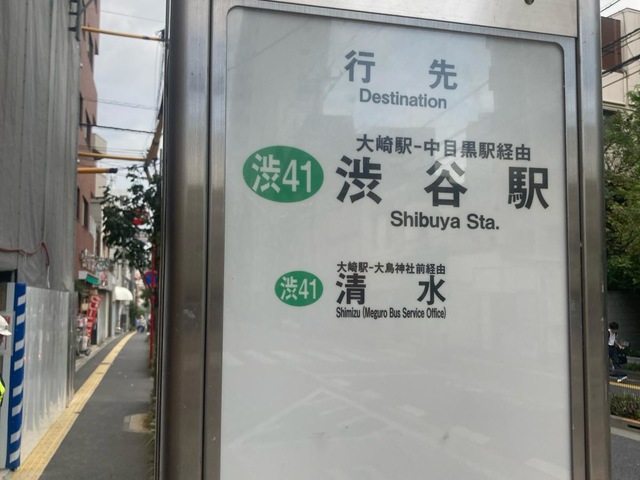 行先
Destination
大崎駅-中目黒駅経由
渋41 渋谷駅
Shibuya Sta.
大崎駅-大鳥神社前経由
渋41 清水
Shimizu (Meguro Bus Service Office)